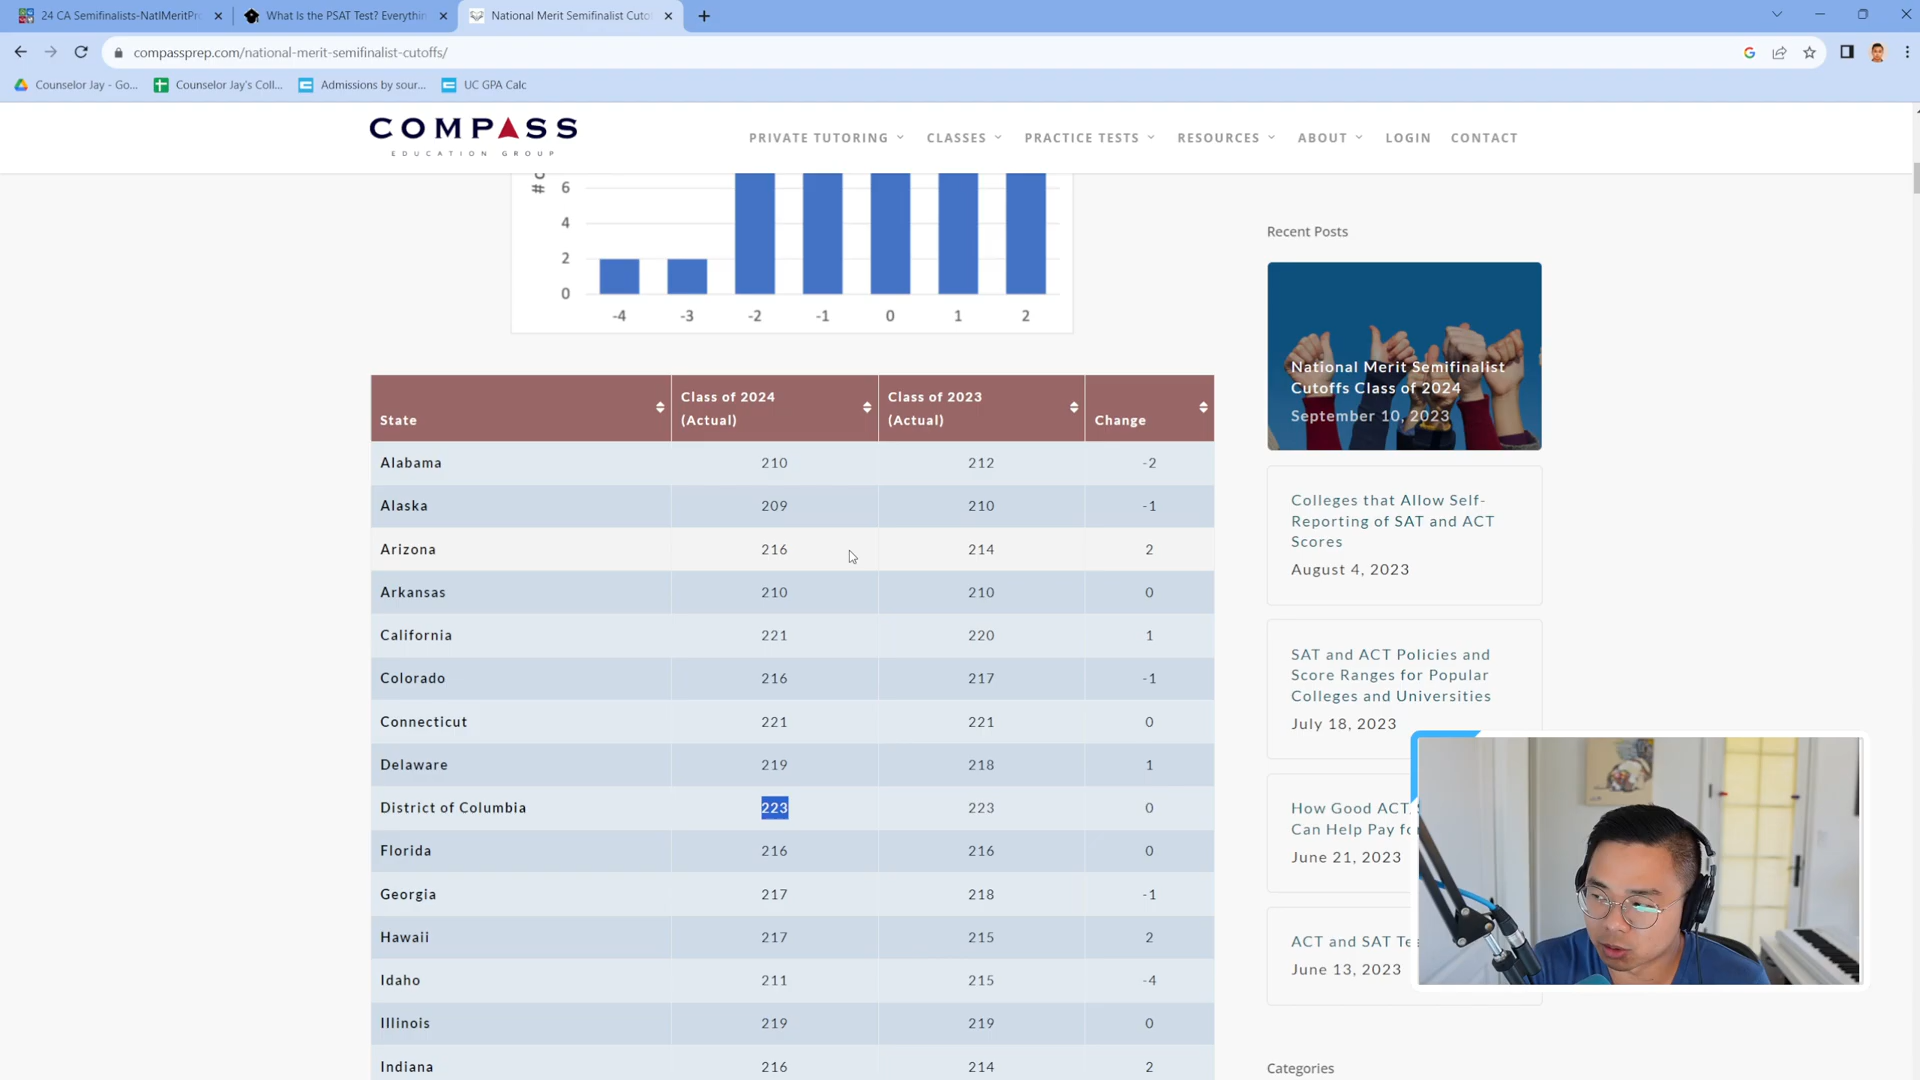 24 CA Semifinalists-NatlMeritPr
What Is the PSAT Test? Everythin
National Merit Semifinalist Cuto
compassprep.com/national-merit-semifinalist-cutoffs/
Counselor Jay - Go...
Counselor Jay's Coll...
Admissions by sour...
UC GPA Calc
COMPASS
EDUCATION GROUP
PRIVATE TUTORING
CLASSES
PRACTICE TESTS
RESOURCES
ABOUT
LOGIN
CONTACT
6
4
2
0
-4 -3 -2 -1 0 1 2
State Class of 2024 (Actual) Class of 2023 (Actual) Change
Alabama 210 212 -2
Alaska 209 210 -1
Arizona 216 214 2
Arkansas 210 210 0
California 221 220 1
Colorado 216 217 -1
Connecticut 221 221 0
Delaware 219 218 1
District of Columbia 223 223 0
Florida 216 216 0
Georgia 217 218 -1
Hawaii 217 215 2
Idaho 211 215 -4
Illinois 219 219 0
Indiana 216 214 2
Recent Posts
National Merit Semifinalist
Cutoffs Class of 2024
September 10, 2023
Colleges that Allow Self-
Reporting of SAT and ACT
Scores
August 4, 2023
SAT and ACT Policies and
Score Ranges for Popular
Colleges and Universities
July 18, 2023
How Good ACT,
Can Help Pay fo
June 21, 2023
ACT and SAT Te
June 13, 2023
Categories